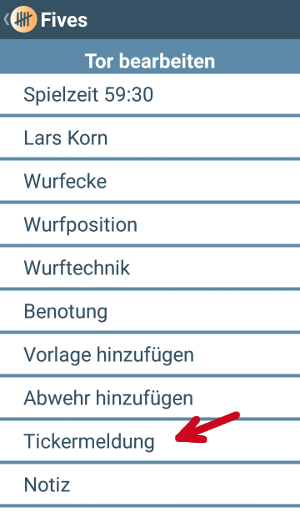 Fives
Tor bearbeiten
Spielzeit 59:30
Lars Korn
Wurfecke
Wurfposition
Wurftechnik
Benotung
Vorlage hinzufügen
Abwehr hinzufügen
Tickermeldung
Notiz